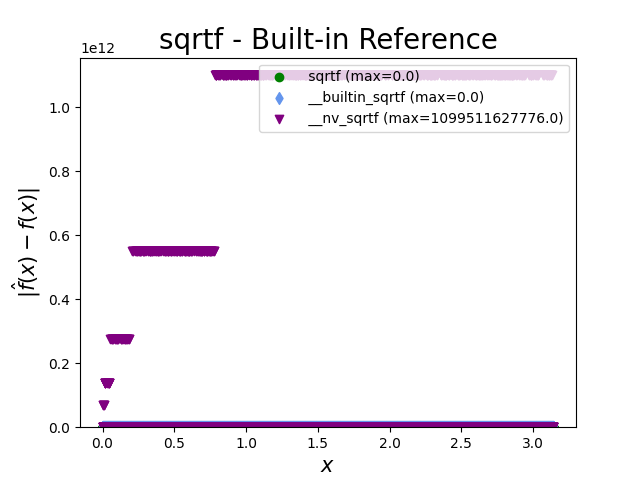 sqrtf - Built-in Reference
1e12
sqrtf (max=0.0)
__builtin_sqrtf (max=0.0)
__nv_sqrtf (max=1099511627776.0)
1.0
0.8
0.6
0.4
0.2
0.0
|f̂(x) − f(x)|
0.0 0.5 1.0 1.5 2.0 2.5 3.0
x